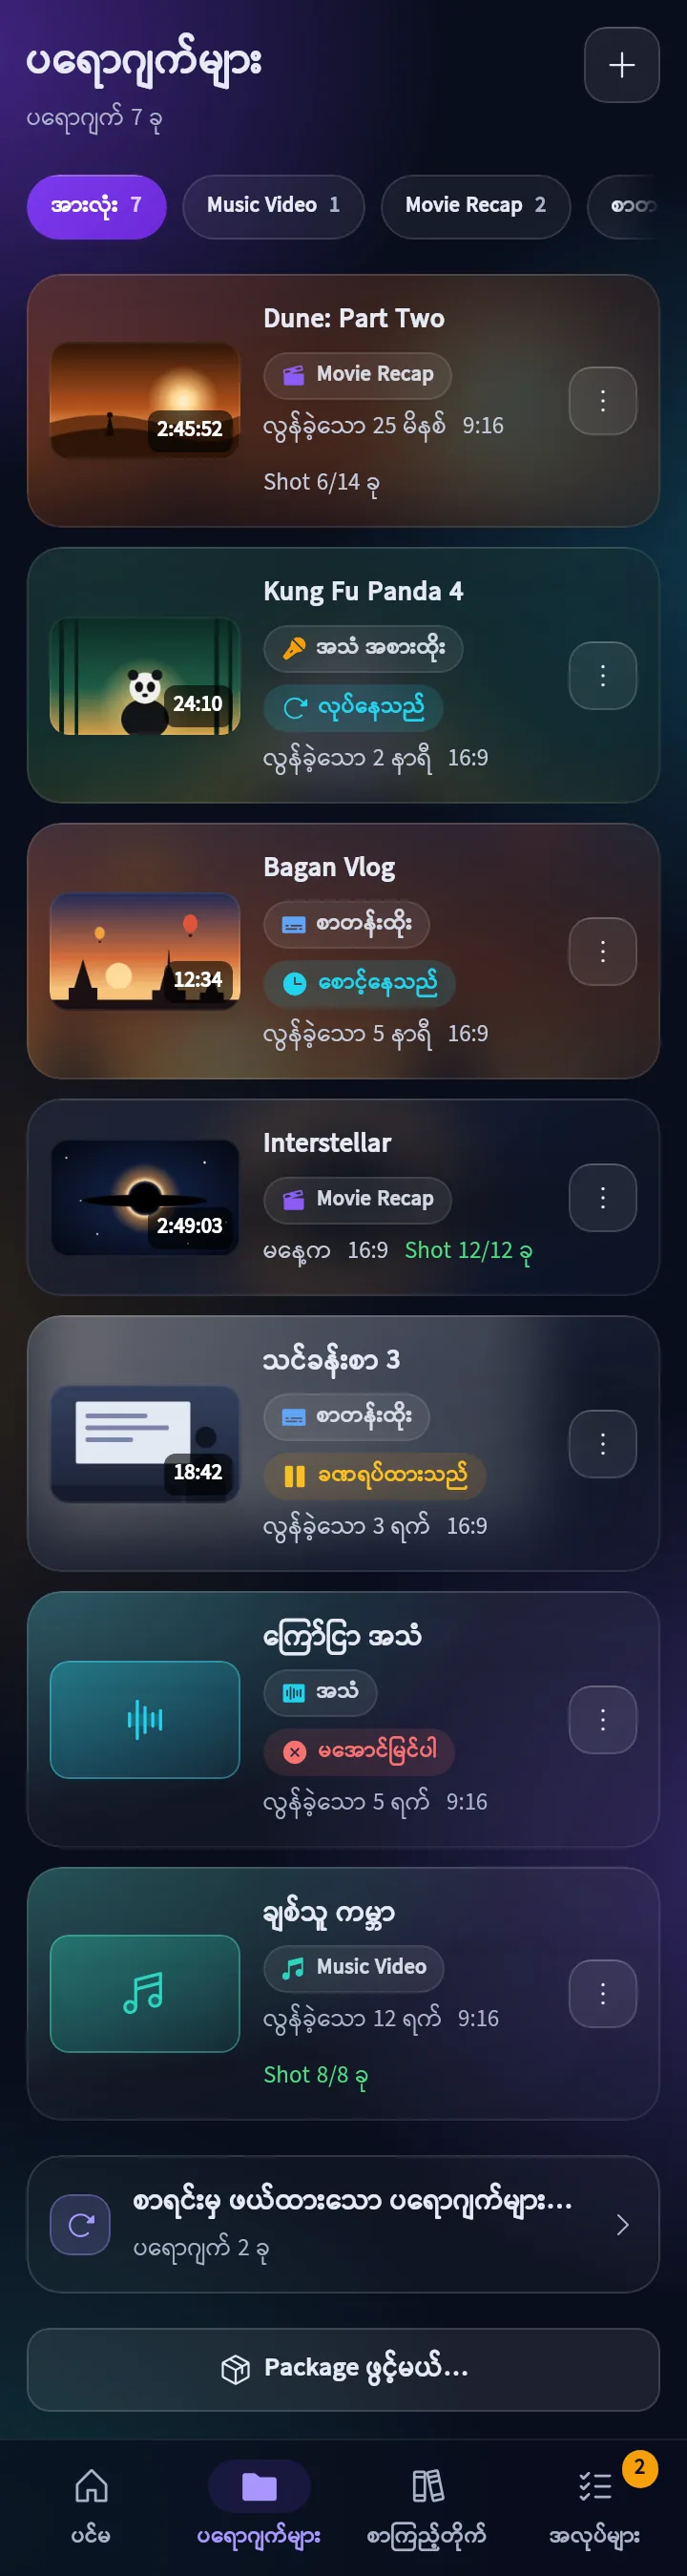 ပရောဂျက်များ
ပရောဂျက် 7 ခု
အားလုံး 7 Music Video 1 Movie Recap 2 စာတ
Dune: Part Two
Movie Recap
2:45:52
လွန်ခဲ့သော 25 မိနစ် 9:16
Shot 6/14 ခု
Kung Fu Panda 4
အသံ အစားထိုး
24:10
လုပ်နေသည်
လွန်ခဲ့သော 2 နာရီ 16:9
Bagan Vlog
စာတန်းထိုး
12:34
စောင့်နေသည်
လွန်ခဲ့သော 5 နာရီ 16:9
Interstellar
Movie Recap
2:49:03
မနေ့က 16:9 Shot 12/12 ခု
သင်ခန်းစာ 3
စာတန်းထိုး
18:42
ခဏရပ်ထားသည်
လွန်ခဲ့သော 3 ရက် 16:9
ကြော်ငြာ အသံ
အသံ
မအောင်မြင်ပါ
လွန်ခဲ့သော 5 ရက် 9:16
ချစ်သူ ကမ္ဘာ
Music Video
လွန်ခဲ့သော 12 ရက် 9:16
Shot 8/8 ခု
စာရင်းမှ ဖယ်ထားသော ပရောဂျက်များ...
ပရောဂျက် 2 ခု
Package ဖွင့်မယ်...
2
ပင်မ ပရောဂျက်များ စာကြည့်တိုက် အလုပ်များ